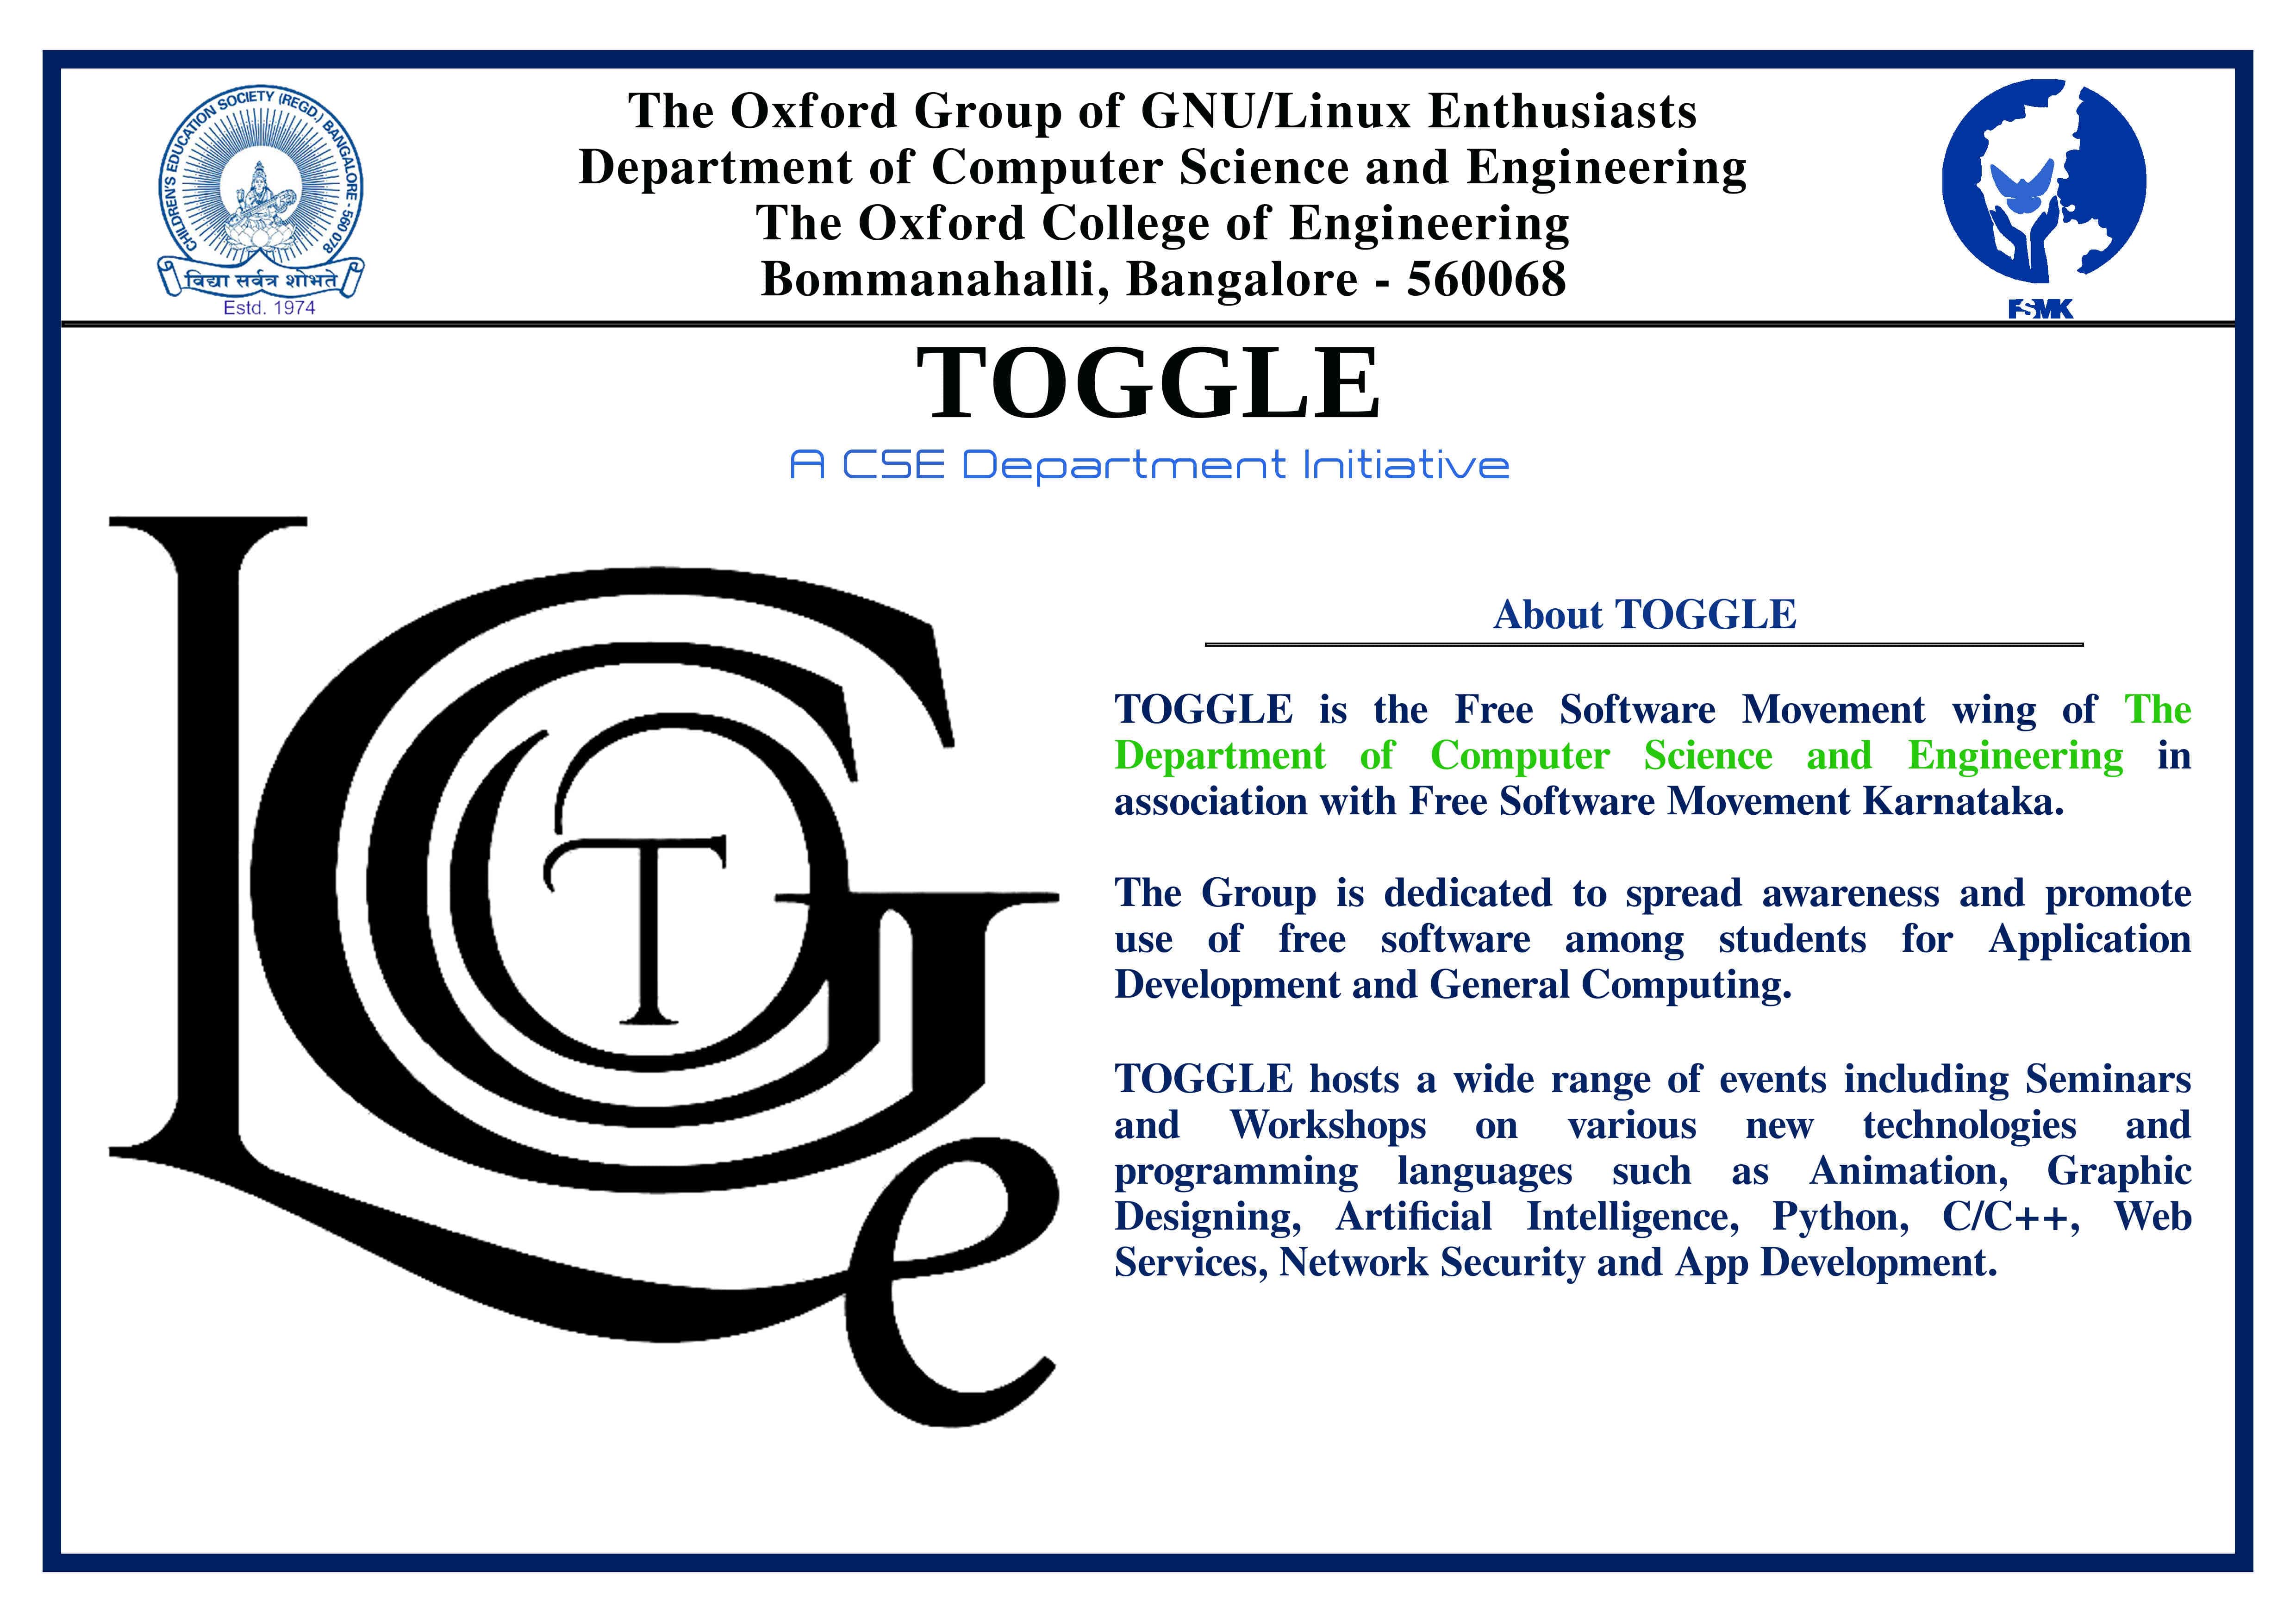 CHILDREN'S EDUCATION SOCIETY (REGD.) BANGALORE - 560 078
विद्या सर्वत्र शोभते
Estd. 1974
The Oxford Group of GNU/Linux Enthusiasts
Department of Computer Science and Engineering
The Oxford College of Engineering
Bommanahalli, Bangalore - 560068
FSMK
TOGGLE
A CSE Department Initiative
TOGGLe
About TOGGLE
TOGGLE is the Free Software Movement wing of The
Department of Computer Science and Engineering in
association with Free Software Movement Karnataka.
The Group is dedicated to spread awareness and promote
use of free software among students for Application
Development and General Computing.
TOGGLE hosts a wide range of events including Seminars
and Workshops on various new technologies and
programming languages such as Animation, Graphic
Designing, Artificial Intelligence, Python, C/C++, Web
Services, Network Security and App Development.